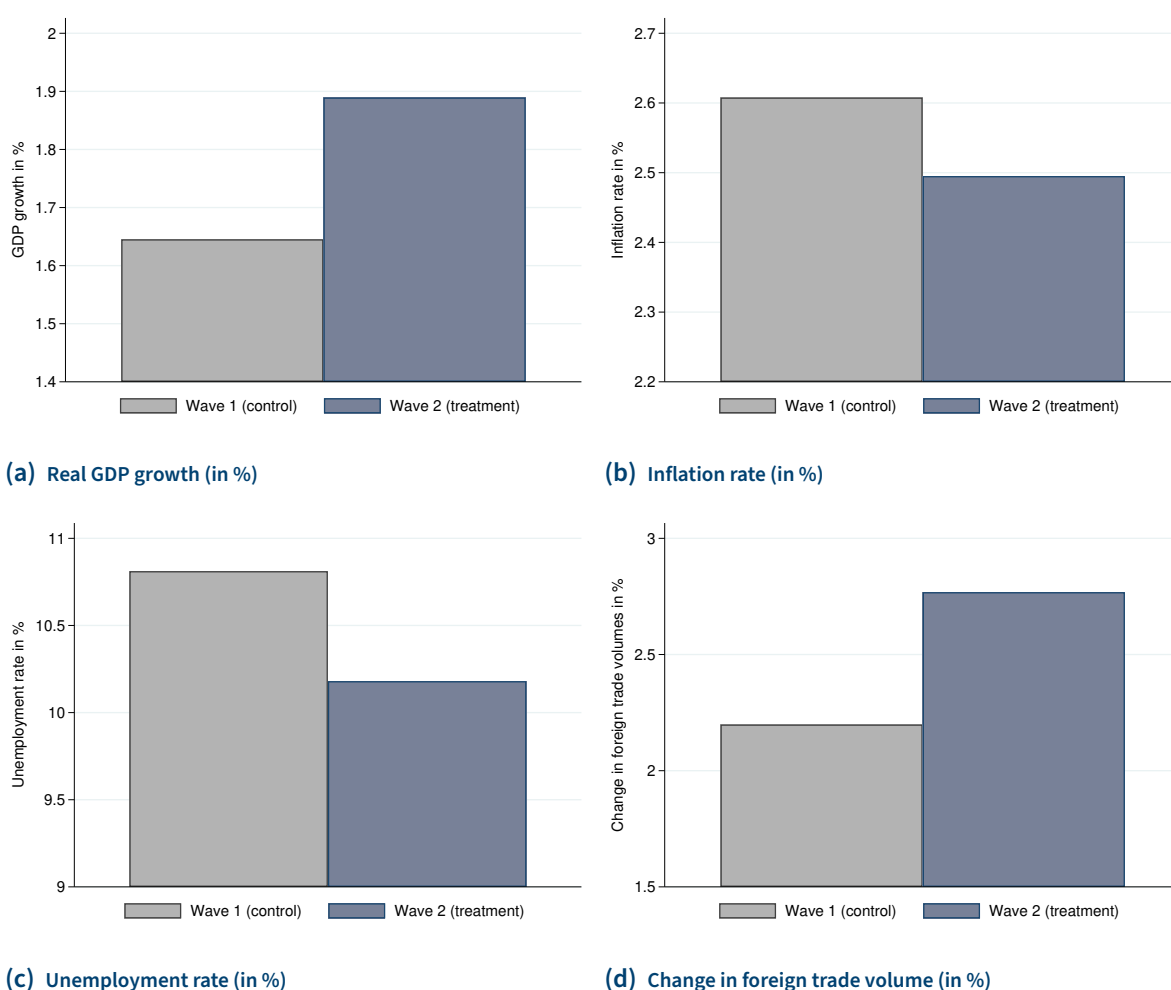 2
1.9
1.8
1.7
1.6
1.5
1.4
GDP growth in %
Wave 1 (control) Wave 2 (treatment)
(a) Real GDP growth (in %)
2.7
2.6
2.5
2.4
2.3
2.2
Inflation rate in %
Wave 1 (control) Wave 2 (treatment)
(b) Inflation rate (in %)
11
10.5
10
9.5
9
Unemployment rate in %
Wave 1 (control) Wave 2 (treatment)
(c) Unemployment rate (in %)
3
2.5
2
1.5
Change in foreign trade volumes in %
Wave 1 (control) Wave 2 (treatment)
(d) Change in foreign trade volume (in %)